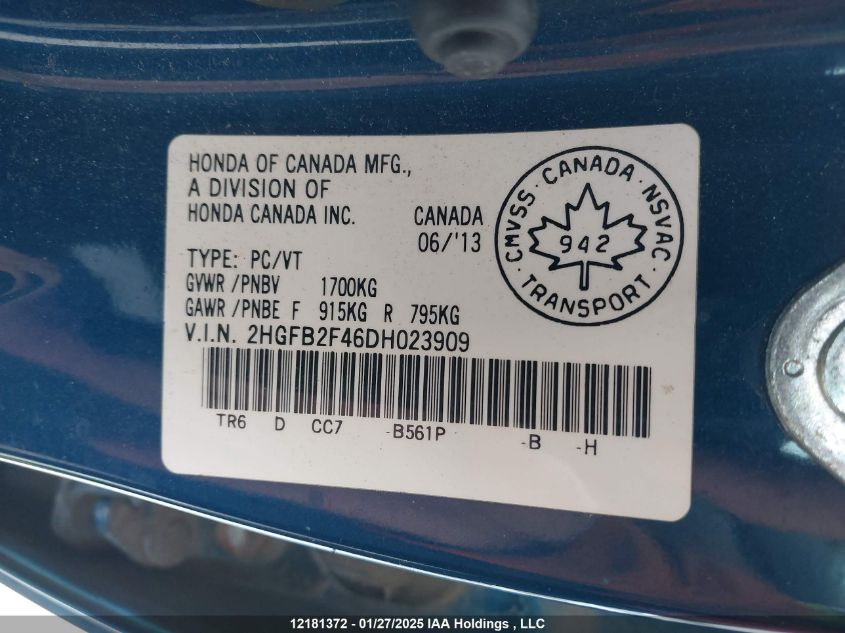 HONDA OF CANADA MFG.,
A DIVISION OF
HONDA CANADA INC. CANADA
06/'13
TYPE: PC/VT
GVWR /PNBV 1700KG
GAWR /PNBE F 915KG R 795KG
V.I.N. 2HGFB2F46DH023909
TR6 D CC7 -B561P -B -H
CMVSS · CANADA · NSVAC
942
· TRANSPORT ·
12181372 - 01/27/2025 IAA Holdings , LLC